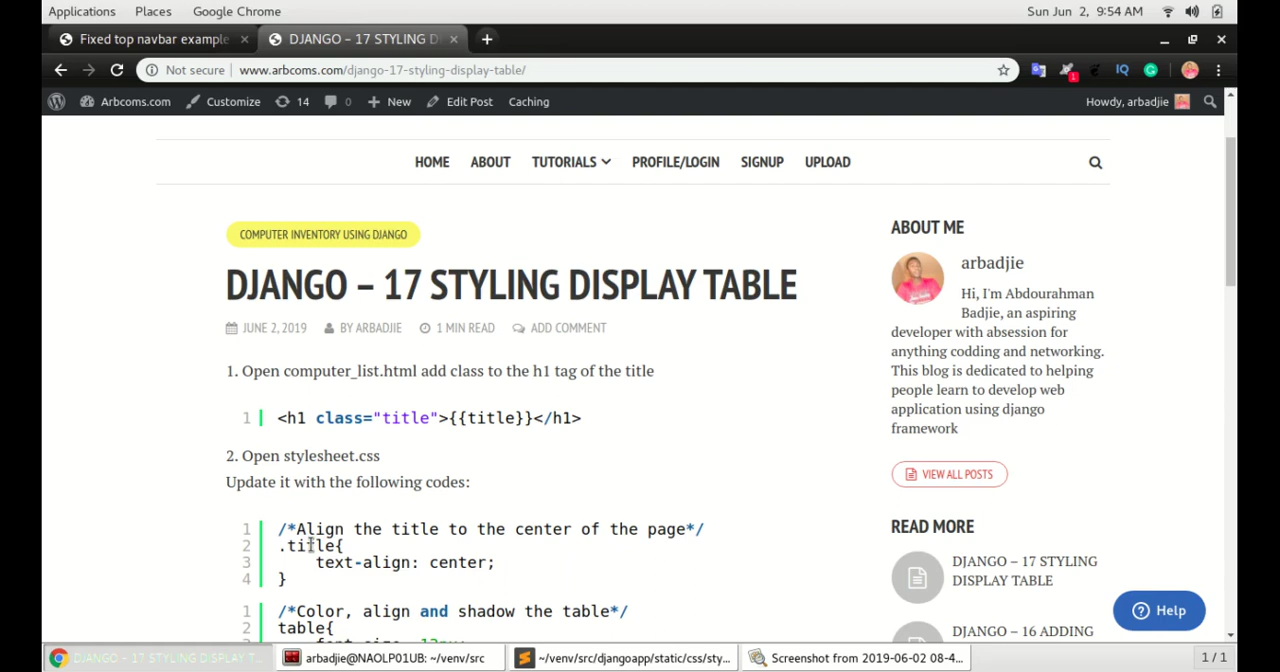 Applications Places Google Chrome Sun Jun 2, 9:54 AM
Fixed top navbar example DJANGO – 17 STYLING D
Not secure www.arbcoms.com/django-17-styling-display-table/ IQ 1
Arbcoms.com Customize 14 0 New Edit Post Caching Howdy, arbadjie
HOME ABOUT TUTORIALS PROFILE/LOGIN SIGNUP UPLOAD
COMPUTER INVENTORY USING DJANGO
DJANGO – 17 STYLING DISPLAY TABLE
JUNE 2, 2019 BY ARBADJIE 1 MIN READ ADD COMMENT
1. Open computer_list.html add class to the h1 tag of the title
1 <h1 class="title">{{title}}</h1>
2. Open stylesheet.css
Update it with the following codes:
1 /*Align the title to the center of the page*/
2 .title{
3 text-align: center;
4 }
1 /*Color, align and shadow the table*/
2 table{
ABOUT ME
arbadjie
Hi, I'm Abdourahman
Badjie, an aspiring
developer with absession for
anything codding and networking.
This blog is dedicated to helping
people learn to develop web
application using django
framework
VIEW ALL POSTS
READ MORE
DJANGO – 17 STYLING
DISPLAY TABLE
DJANGO – 16 ADDING
Help
DJANGO – 17 STYLING DISPLAY T... arbadjie@NAOLP01UB: ~/venv/src ~/venv/src/djangoapp/static/css/sty... Screenshot from 2019-06-02 08-4... 1 / 1